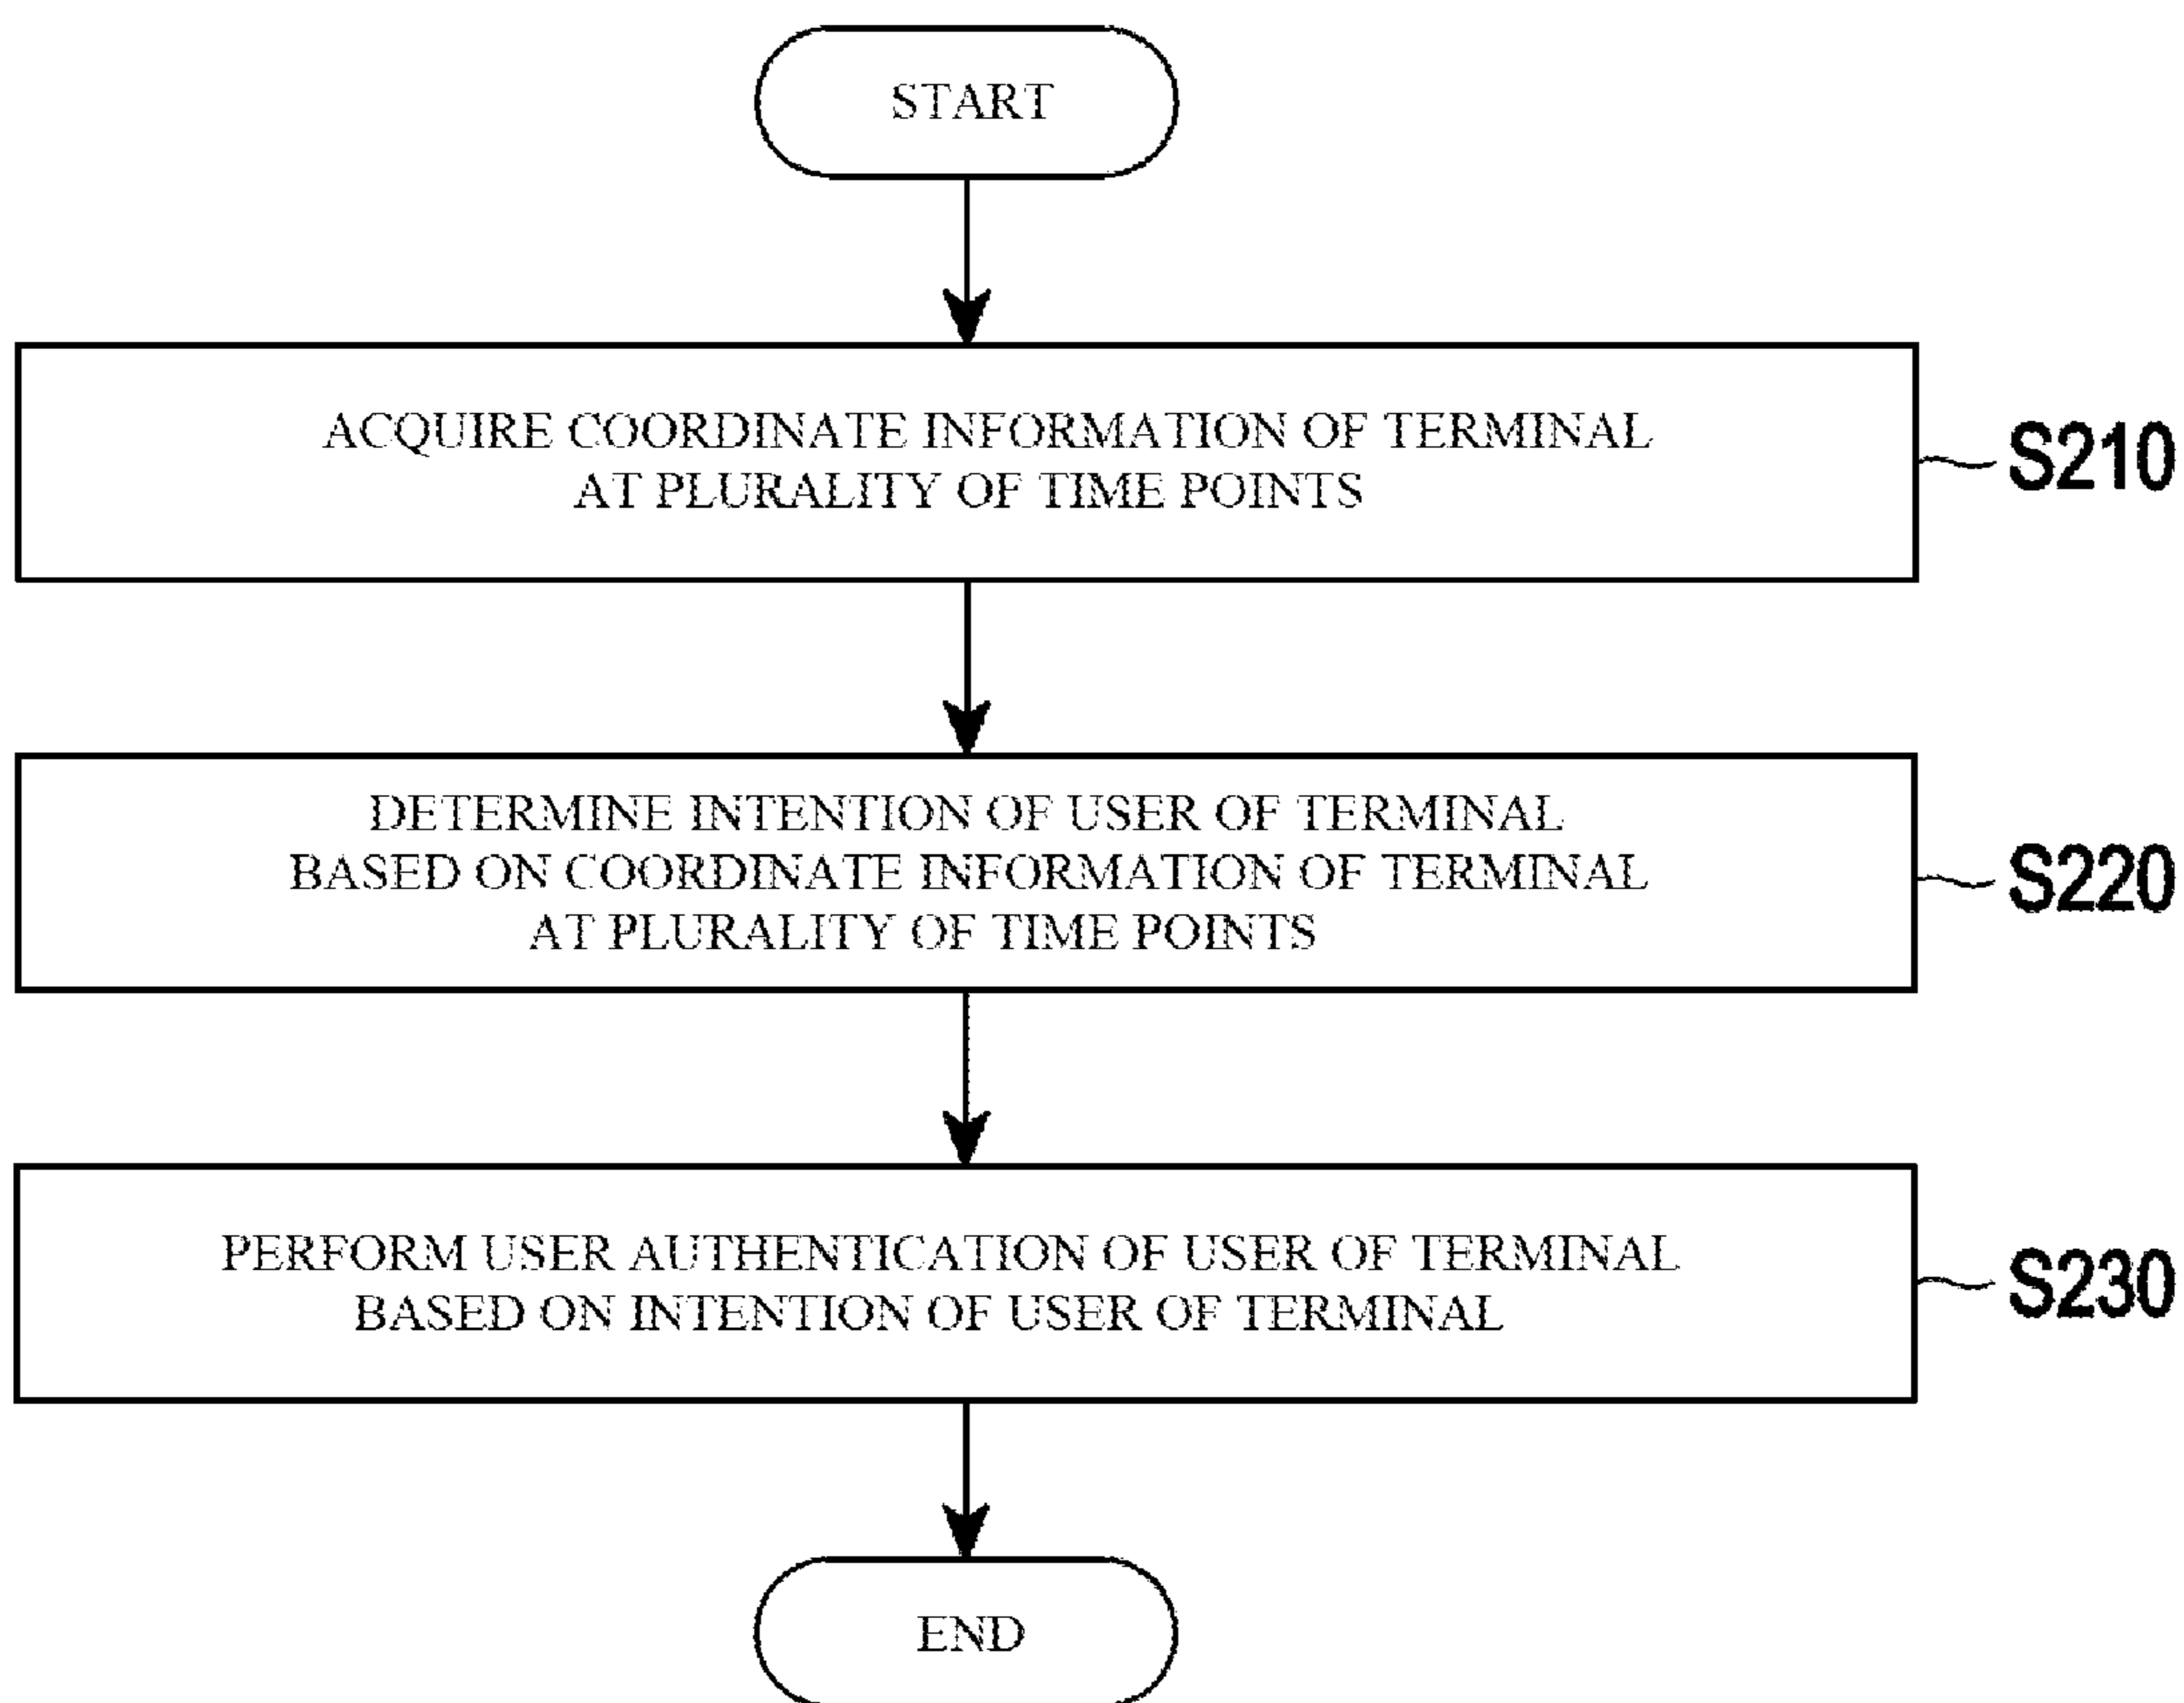 START
ACQUIRE COORDINATE INFORMATION OF TERMINAL
AT PLURALITY OF TIME POINTS
S210
DETERMINE INTENTION OF USER OF TERMINAL
BASED ON COORDINATE INFORMATION OF TERMINAL
AT PLURALITY OF TIME POINTS
S220
PERFORM USER AUTHENTICATION OF USER OF TERMINAL
BASED ON INTENTION OF USER OF TERMINAL
S230
END